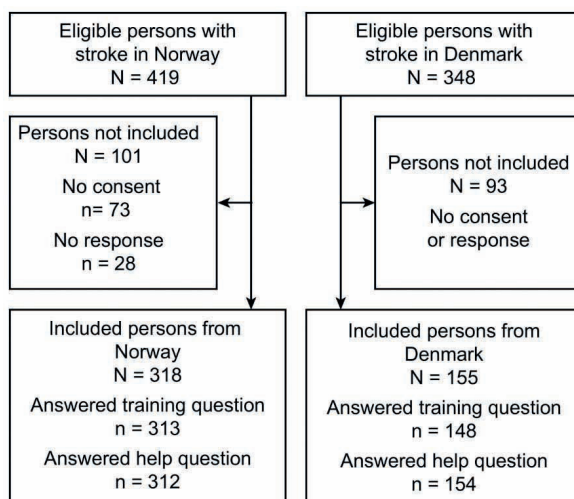 Eligible persons with
stroke in Norway
N = 419
Eligible persons with
stroke in Denmark
N = 348
Persons not included
N = 101
No consent
n= 73
No response
n = 28
Persons not included
N = 93
No consent
or response
Included persons from
Norway
N = 318
Answered training question
n = 313
Answered help question
n = 312
Included persons from
Denmark
N = 155
Answered training question
n = 148
Answered help question
n = 154